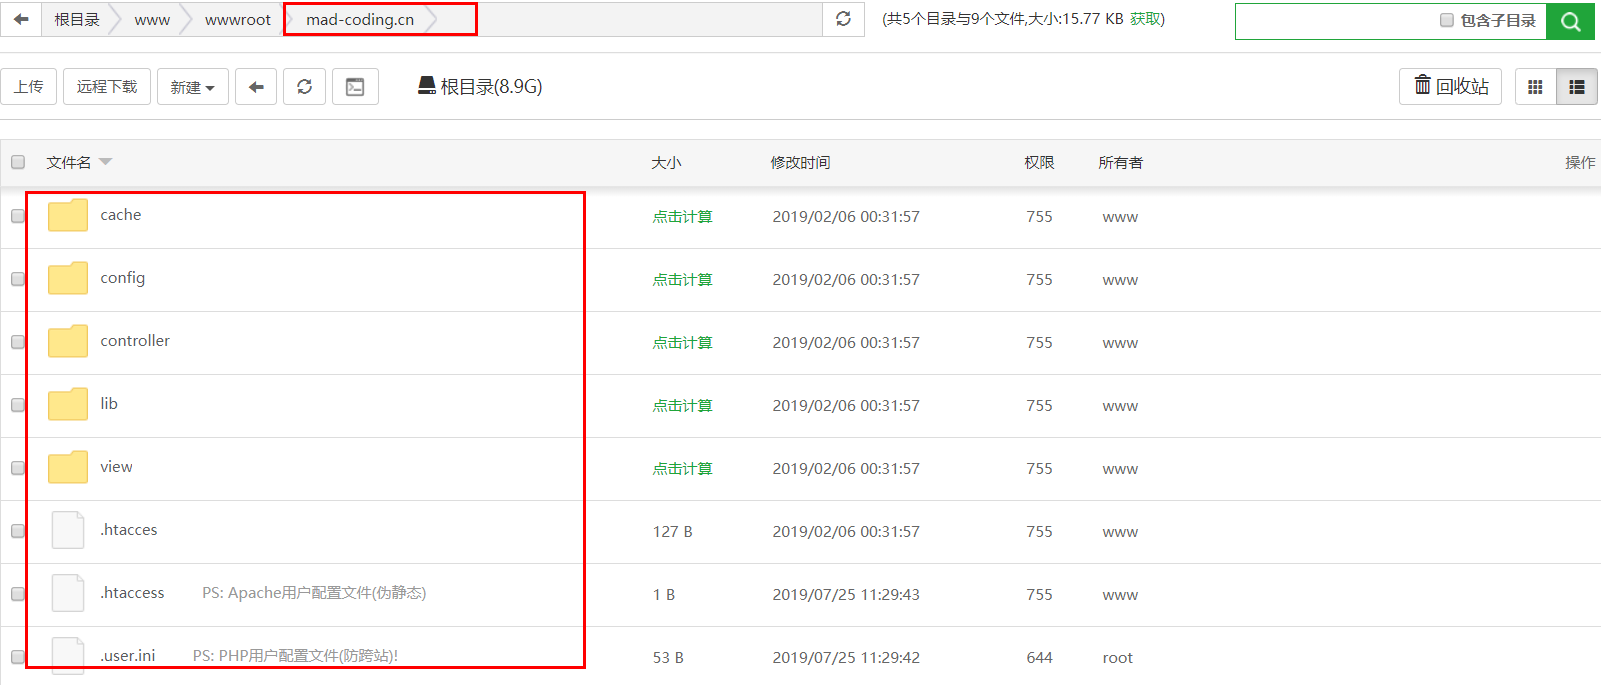 根目录 www wwwroot mad-coding.cn (共5个目录与9个文件,大小:15.77 KB 获取) 包含子目录
上传 远程下载 新建 根目录(8.9G) 回收站
文件名 大小 修改时间 权限 所有者 操作
cache 点击计算 2019/02/06 00:31:57 755 www
config 点击计算 2019/02/06 00:31:57 755 www
controller 点击计算 2019/02/06 00:31:57 755 www
lib 点击计算 2019/02/06 00:31:57 755 www
view 点击计算 2019/02/06 00:31:57 755 www
.htacces 127 B 2019/02/06 00:31:57 755 www
.htaccess PS: Apache用户配置文件(伪静态) 1 B 2019/07/25 11:29:43 755 www
.user.ini PS: PHP用户配置文件(防跨站)! 53 B 2019/07/25 11:29:42 644 root